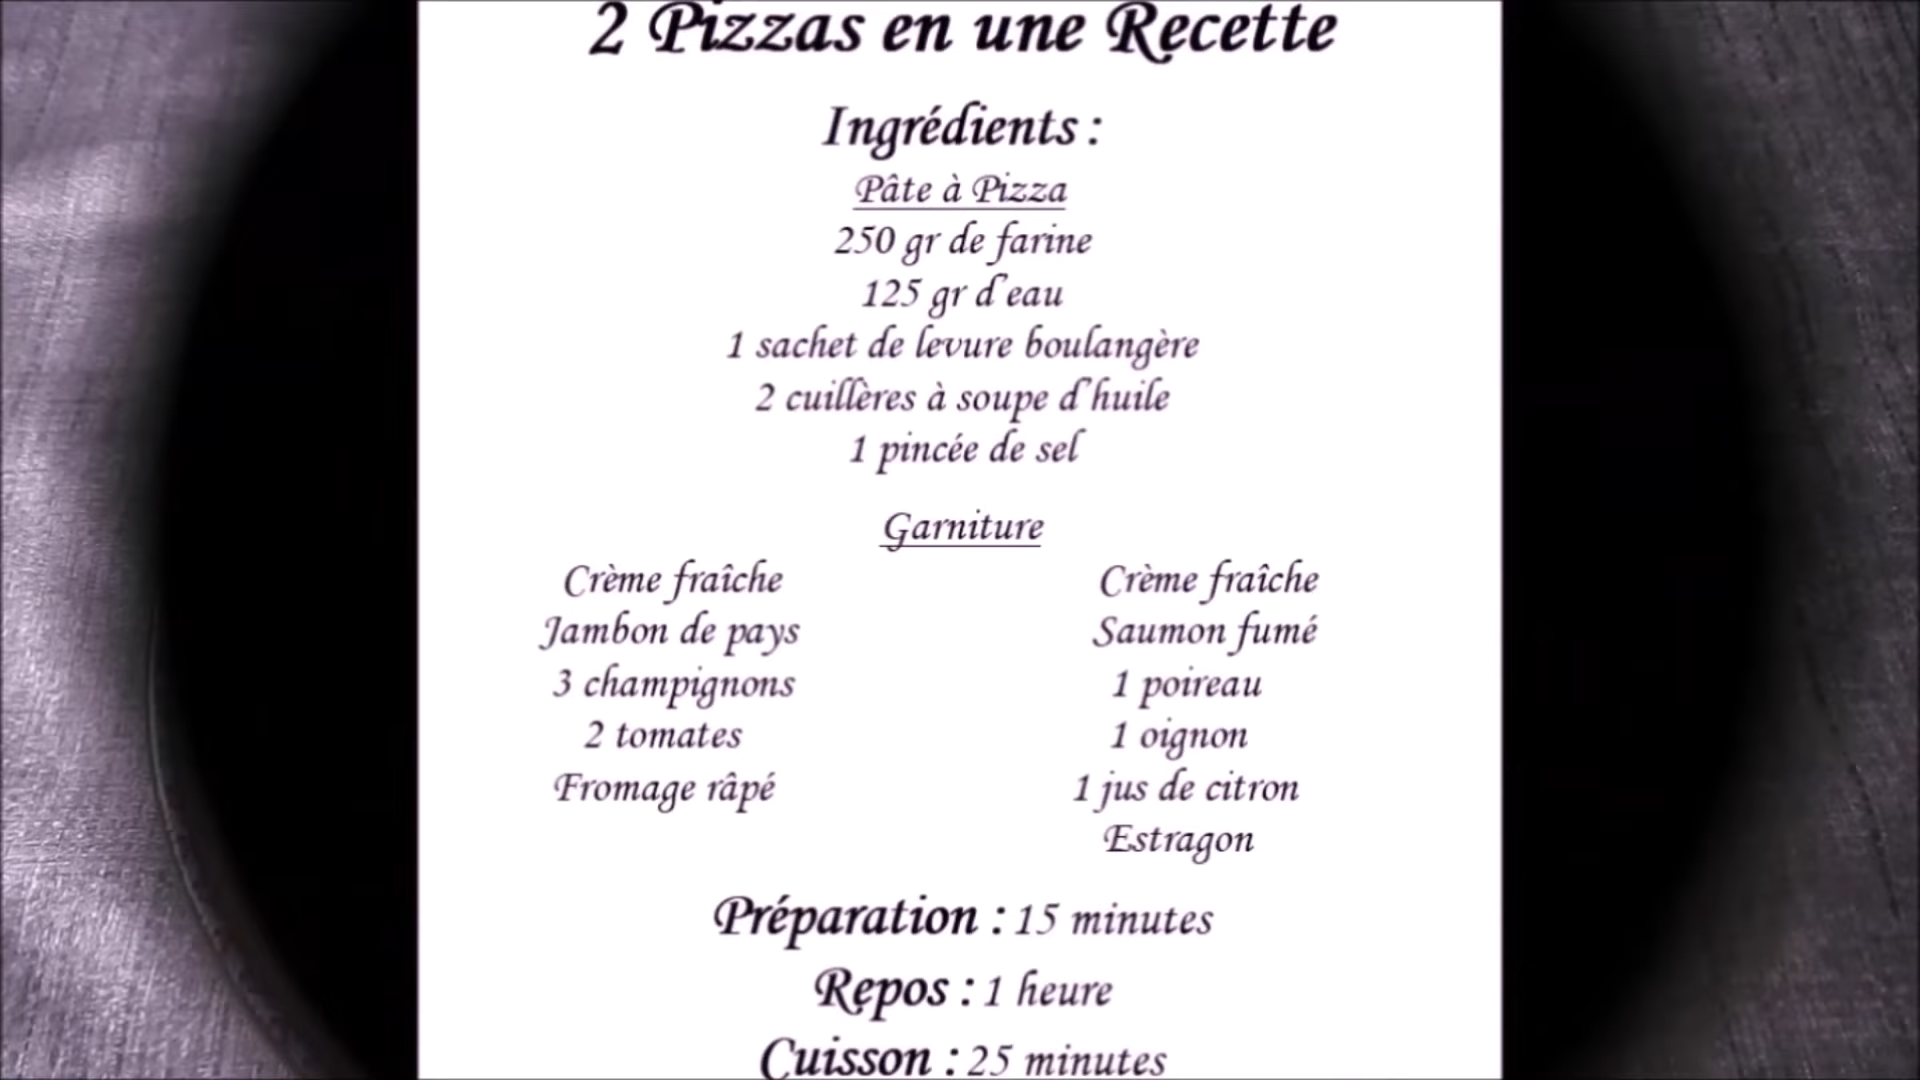 2 Pizzas en une Recette
Ingrédients :
Pâte à Pizza
250 gr de farine
125 gr d'eau
1 sachet de levure boulangère
2 cuillères à soupe d'huile
1 pincée de sel
Garniture
Crème fraîche
Jambon de pays
3 champignons
2 tomates
Fromage râpé
Crème fraîche
Saumon fumé
1 poireau
1 oignon
1 jus de citron
Estragon
Préparation : 15 minutes
Repos : 1 heure
Cuisson : 25 minutes